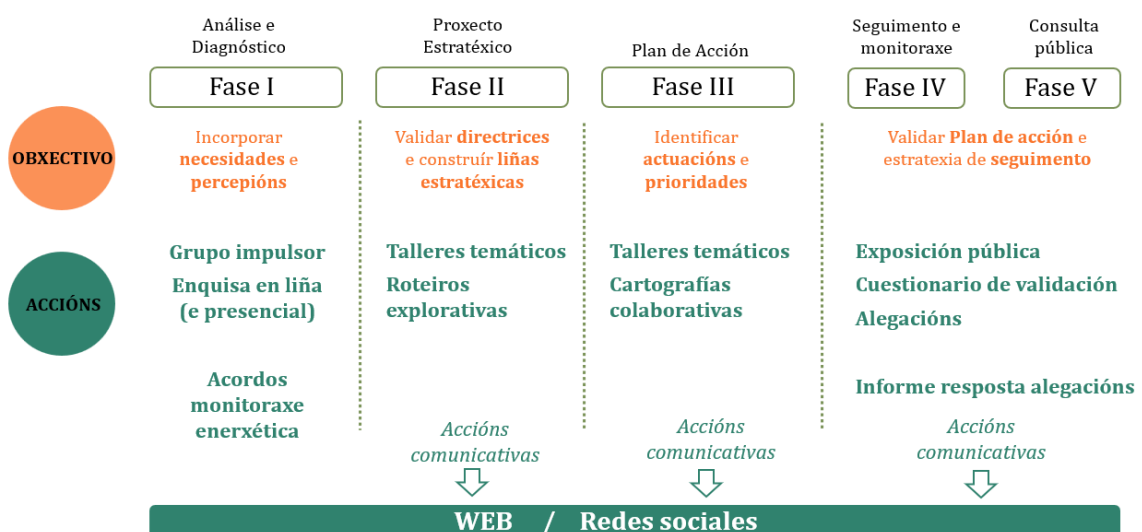 Análise e
Diagnóstico
Fase I
Proxecto
Estratéxico
Fase II
Plan de Acción
Fase III
Seguimento e
monitoraxe
Fase IV
Consulta
pública
Fase V
OBXECTIVO
Incorporar
necesidades e
percepións
Validar directrices
e construír liñas
estratéxicas
Identificar
actuacións e
prioridades
Validar Plan de acción e
estratexia de seguimento
ACCIÓNS
Grupo impulsor
Enquisa en liña
(e presencial)
Acordos
monitoraxe
enerxética
Talleres temáticos
Roteiros
explorativas
Accións
comunicativas
Talleres temáticos
Cartografías
colaborativas
Accións
comunicativas
Exposición pública
Cuestionario de validación
Alegacións
Informe resposta alegacións
Accións
comunicativas
WEB / Redes sociales